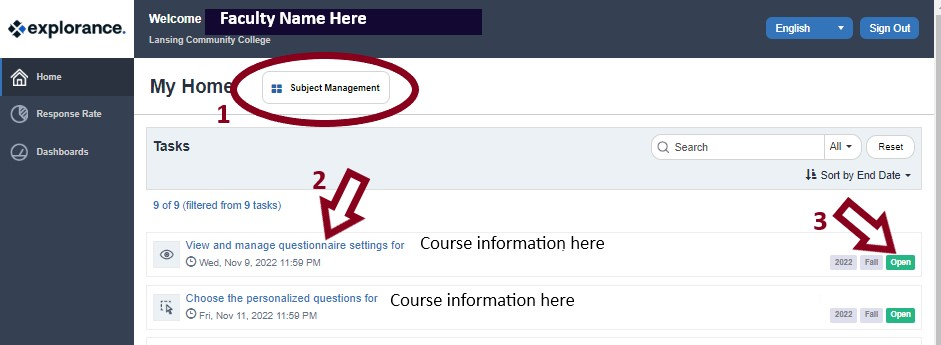 explorance.
Welcome Faculty Name Here
Lansing Community College
English
Sign Out
Home
Response Rate
Dashboards
My Home
Subject Management
1
Tasks
Search
All
Reset
Sort by End Date
9 of 9 (filtered from 9 tasks)
2
3
View and manage questionnaire settings for Course information here
Wed, Nov 9, 2022 11:59 PM
2022 Fall Open
Choose the personalized questions for Course information here
Fri, Nov 11, 2022 11:59 PM
2022 Fall Open